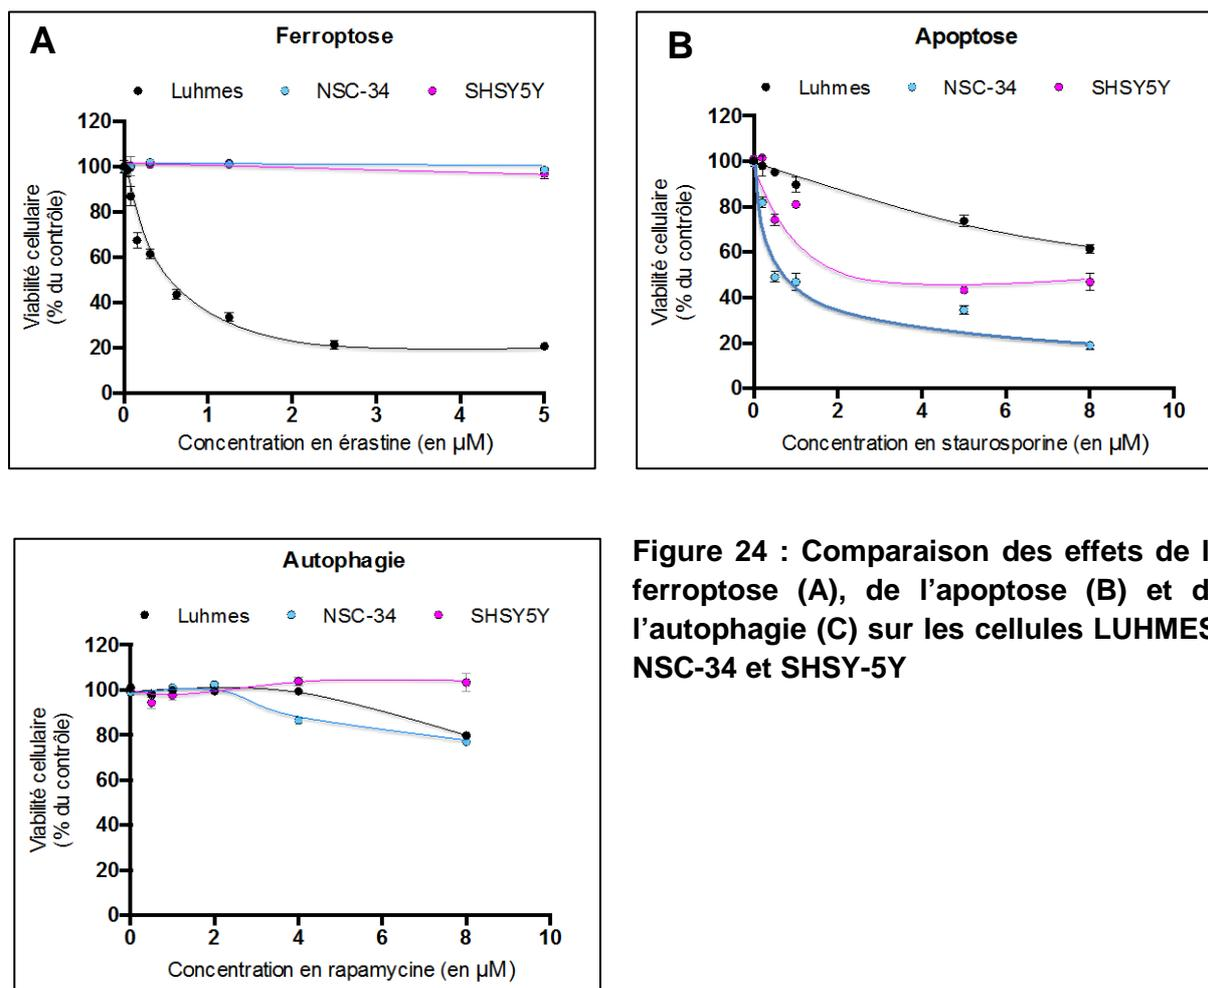 A
Ferroptose
Luhmes NSC-34 SHSY5Y
120
100
80
60
40
20
0
Viabilité cellulaire
(% du contrôle)
0 1 2 3 4 5
Concentration en érastine (en µM)
B
Apoptose
Luhmes NSC-34 SHSY5Y
120
100
80
60
40
20
0
Viabilité cellulaire
(% du contrôle)
0 2 4 6 8 10
Concentration en staurosporine (en µM)
Autophagie
Luhmes NSC-34 SHSY5Y
120
100
80
60
40
20
0
Viabilité cellulaire
(% du contrôle)
0 2 4 6 8 10
Concentration en rapamycine (en µM)
Figure 24 : Comparaison des effets de
ferroptose (A), de l’apoptose (B) et
l’autophagie (C) sur les cellules LUHMES
NSC-34 et SHSY-5Y